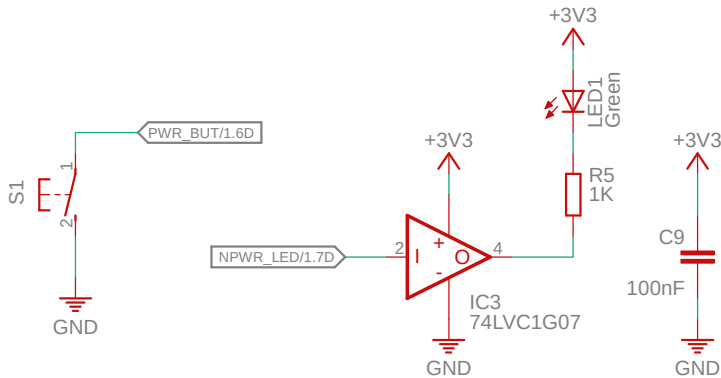 +3V3
LED1
Green
PWR_BUT/1.6D
+3V3
+3V3
S1
1
2
R5
1K
NPWR_LED/1.7D
2
I
+
-
O
4
C9
100nF
IC3
74LVC1G07
GND
GND
GND